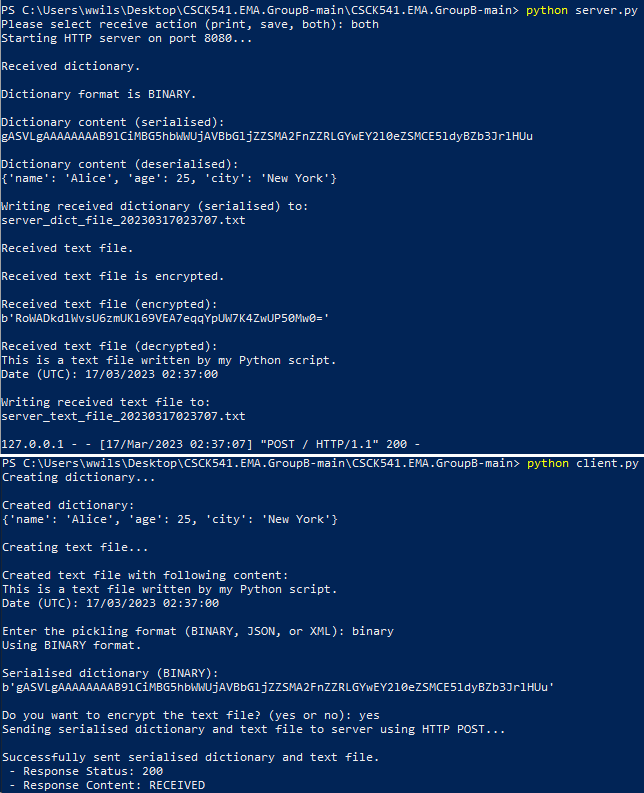 PS C:\Users\wwils\Desktop\CSCK541.EMA.GroupB-main\CSCK541.EMA.GroupB-main> python server.py
Please select receive action (print, save, both): both
Starting HTTP server on port 8080...
Received dictionary.
Dictionary format is BINARY.
Dictionary content (serialised):
gASVLgAAAAAAAAB9lCiMBG5hbWWUjAVBbGljZZSMA2FnZZRLGYwEY2l0eZSMCE5ldyBZb3JrlHUu
Dictionary content (deserialised):
{'name': 'Alice', 'age': 25, 'city': 'New York'}
Writing received dictionary (serialised) to:
server_dict_file_20230317023707.txt
Received text file.
Received text file is encrypted.
Received text file (encrypted):
b'RoWADkdlWvsU6zmUKl69VEA7eqqYpUW7K4ZwUP50Mw0='
Received text file (decrypted):
This is a text file written by my Python script.
Date (UTC): 17/03/2023 02:37:00
Writing received text file to:
server_text_file_20230317023707.txt
127.0.0.1 - - [17/Mar/2023 02:37:07] "POST / HTTP/1.1" 200 -
PS C:\Users\wwils\Desktop\CSCK541.EMA.GroupB-main\CSCK541.EMA.GroupB-main> python client.py
Creating dictionary...
Created dictionary:
{'name': 'Alice', 'age': 25, 'city': 'New York'}
Creating text file...
Created text file with following content:
This is a text file written by my Python script.
Date (UTC): 17/03/2023 02:37:00
Enter the pickling format (BINARY, JSON, or XML): binary
Using BINARY format.
Serialised dictionary (BINARY):
b'gASVLgAAAAAAAAB9lCiMBG5hbWWUjAVBbGljZZSMA2FnZZRLGYwEY2l0eZSMCE5ldyBZb3JrlHUu'
Do you want to encrypt the text file? (yes or no): yes
Sending serialised dictionary and text file to server using HTTP POST...
Successfully sent serialised dictionary and text file.
- Response Status: 200
- Response Content: RECEIVED